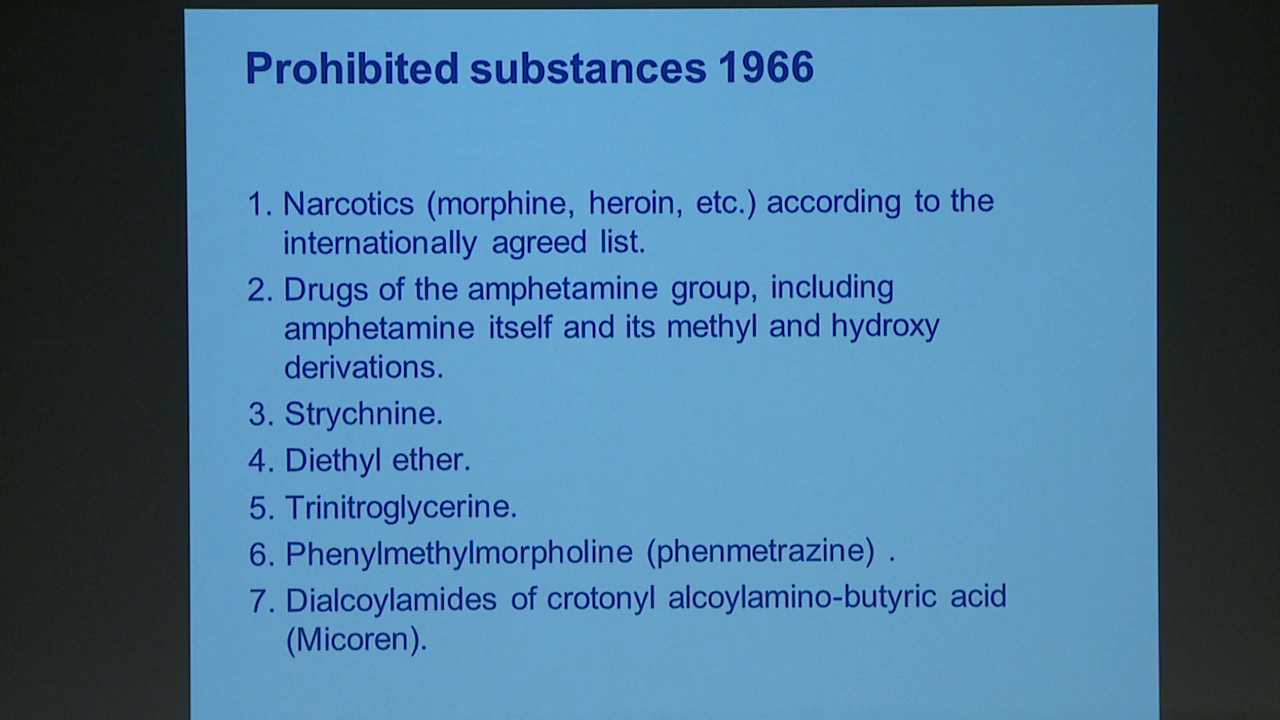 Prohibited substances 1966
1. Narcotics (morphine, heroin, etc.) according to the
internationally agreed list.
2. Drugs of the amphetamine group, including
amphetamine itself and its methyl and hydroxy
derivations.
3. Strychnine.
4. Diethyl ether.
5. Trinitroglycerine.
6. Phenylmethylmorpholine (phenmetrazine) .
7. Dialcoylamides of crotonyl alcoylamino-butyric acid
(Micoren).